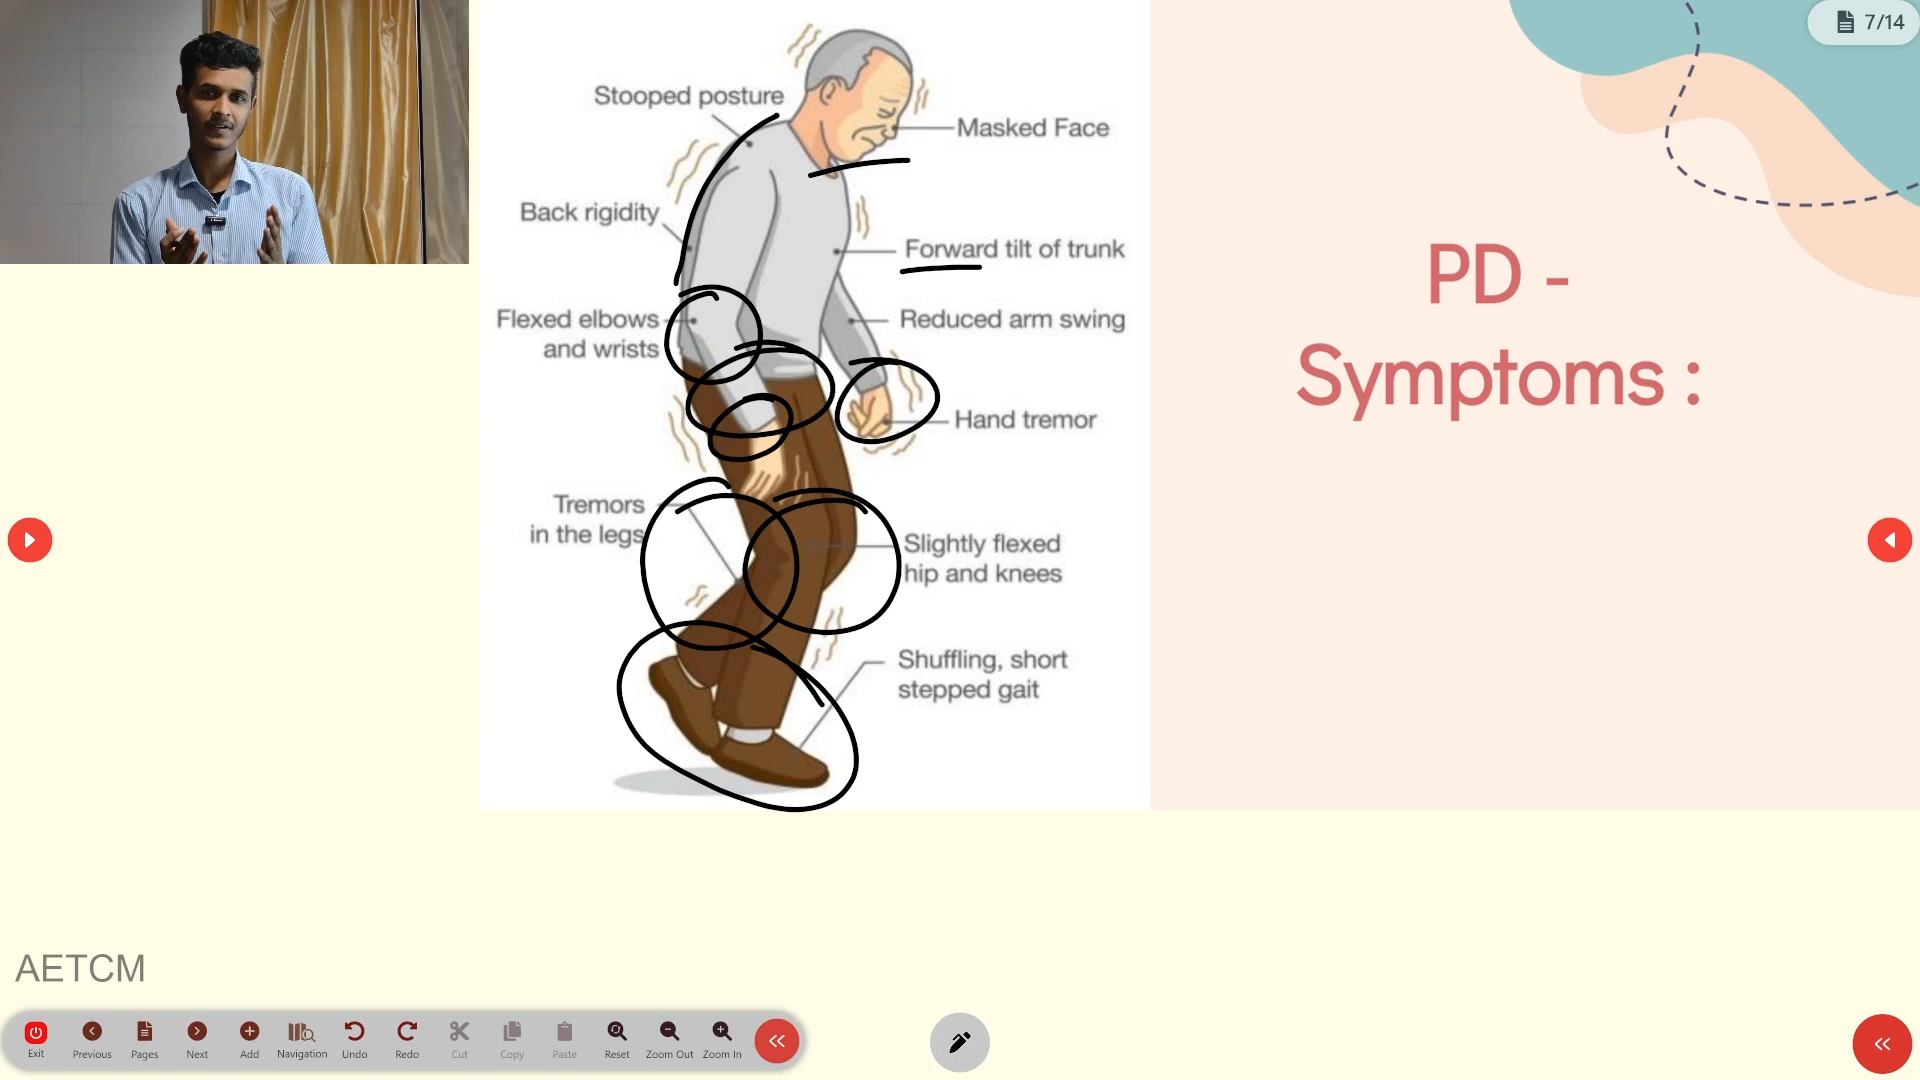 7/14
Stooped posture
Masked Face
Back rigidity
Forward tilt of trunk
Flexed elbows
and wrists
Reduced arm swing
Hand tremor
Tremors
in the legs
Slightly flexed
hip and knees
Shuffling, short
stepped gait
PD -
Symptoms :
AETCM
Exit
Previous
Pages
Next
Add
Navigation
Undo
Redo
Cut
Copy
Paste
Reset
Zoom Out
Zoom In